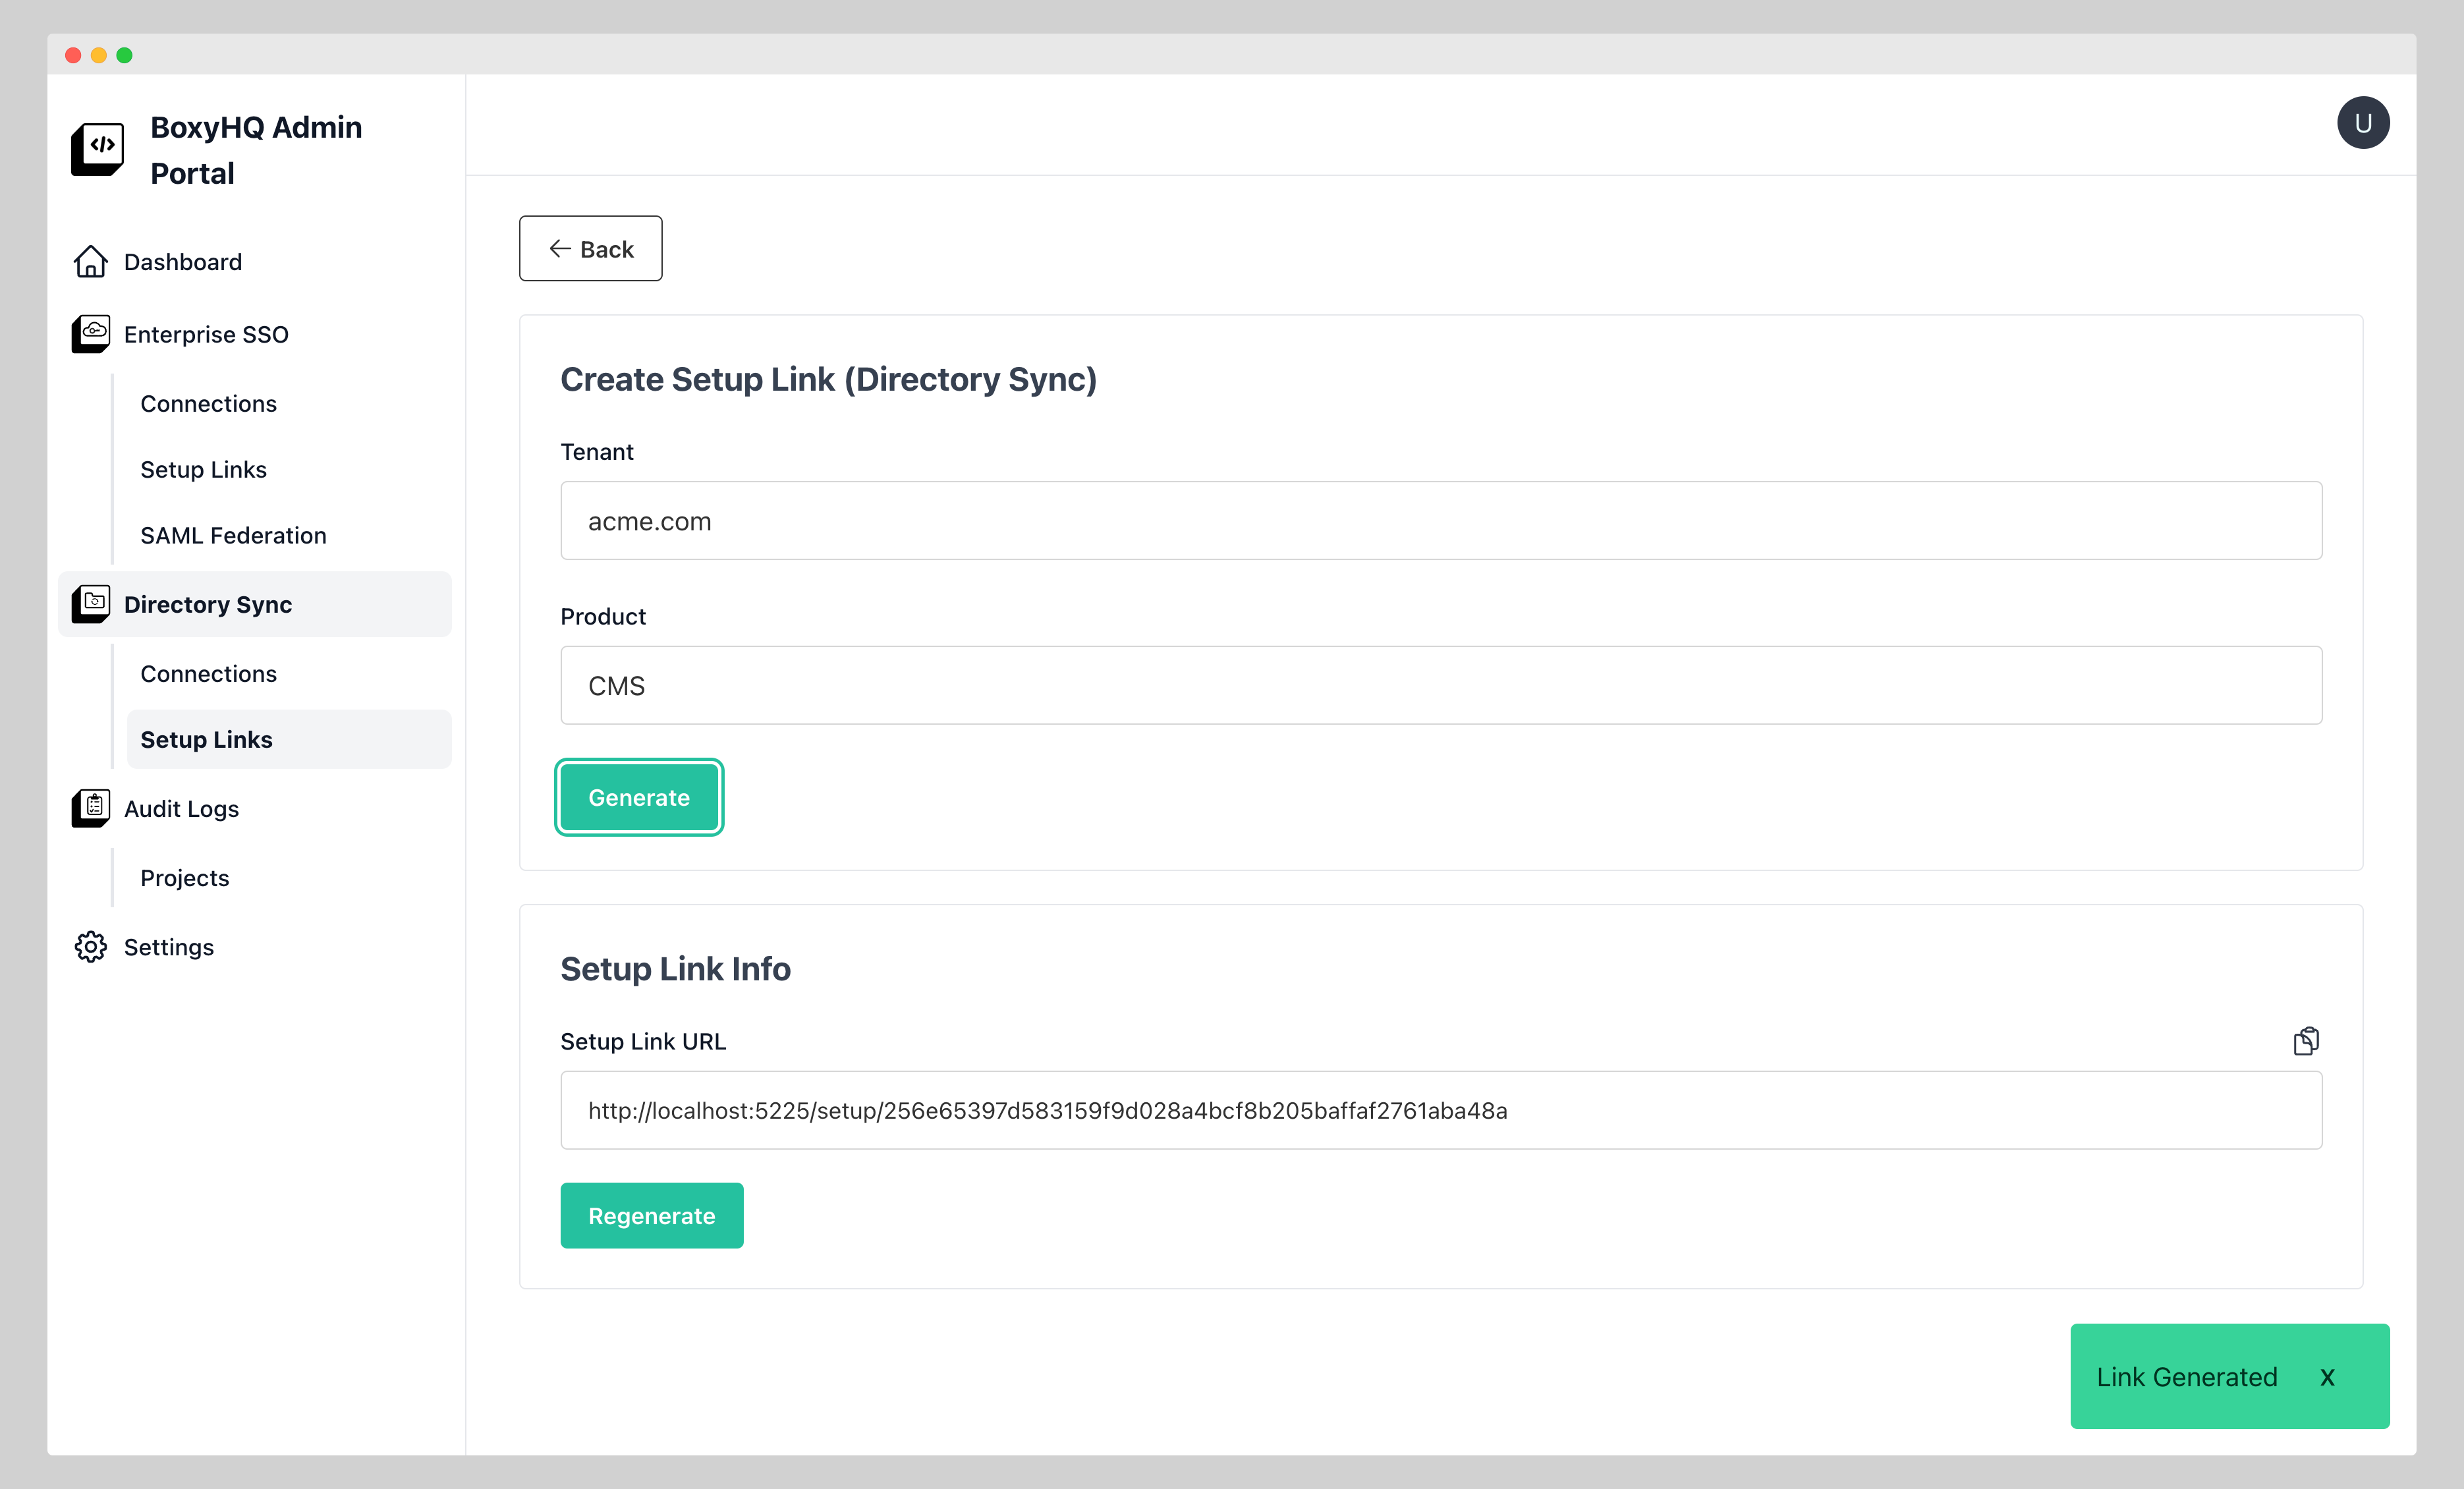 BoxyHQ Admin
Portal
Dashboard
Enterprise SSO
Connections
Setup Links
SAML Federation
Directory Sync
Connections
Setup Links
Audit Logs
Projects
Settings
U
← Back
Create Setup Link (Directory Sync)
Tenant
acme.com
Product
CMS
Generate
Setup Link Info
Setup Link URL
http://localhost:5225/setup/256e65397d583159f9d028a4bcf8b205baffaf2761aba48a
Regenerate
Link Generated X